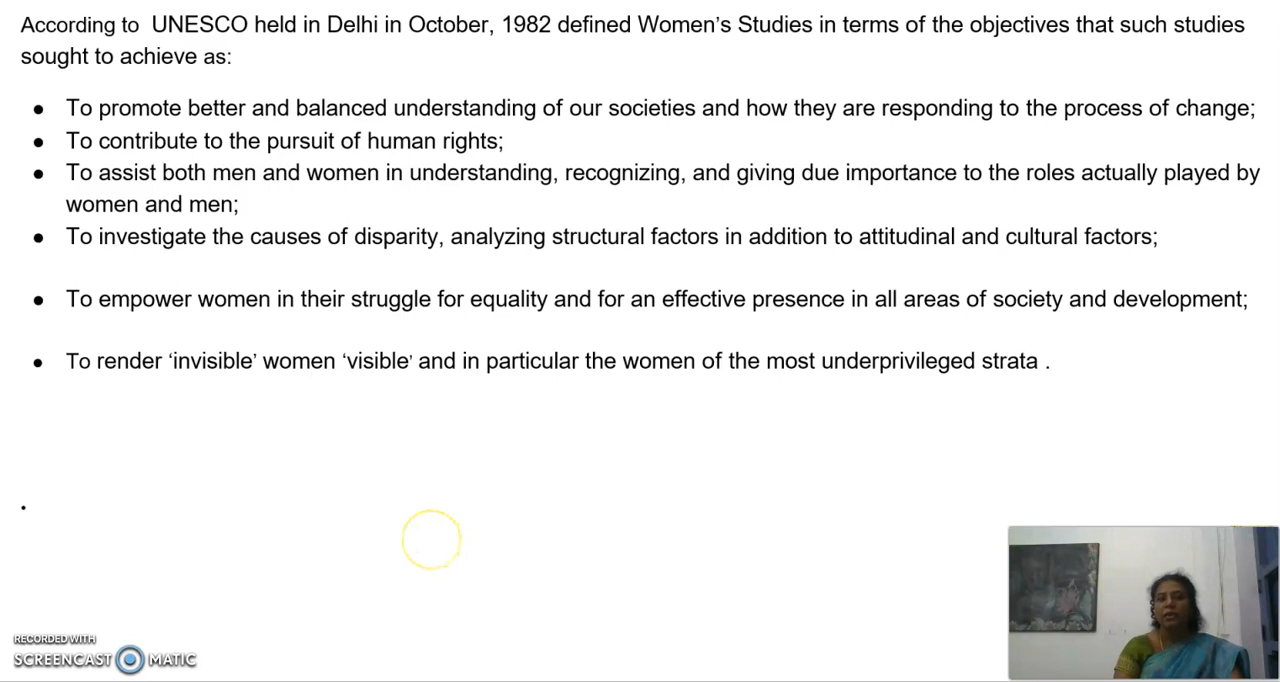 According to UNESCO held in Delhi in October, 1982 defined Women’s Studies in terms of the objectives that such studies
sought to achieve as:
● To promote better and balanced understanding of our societies and how they are responding to the process of change;
● To contribute to the pursuit of human rights;
● To assist both men and women in understanding, recognizing, and giving due importance to the roles actually played by
women and men;
● To investigate the causes of disparity, analyzing structural factors in addition to attitudinal and cultural factors;
● To empower women in their struggle for equality and for an effective presence in all areas of society and development;
● To render ‘invisible’ women ‘visible’ and in particular the women of the most underprivileged strata .
.
RECORDED WITH
SCREENCAST MATIC